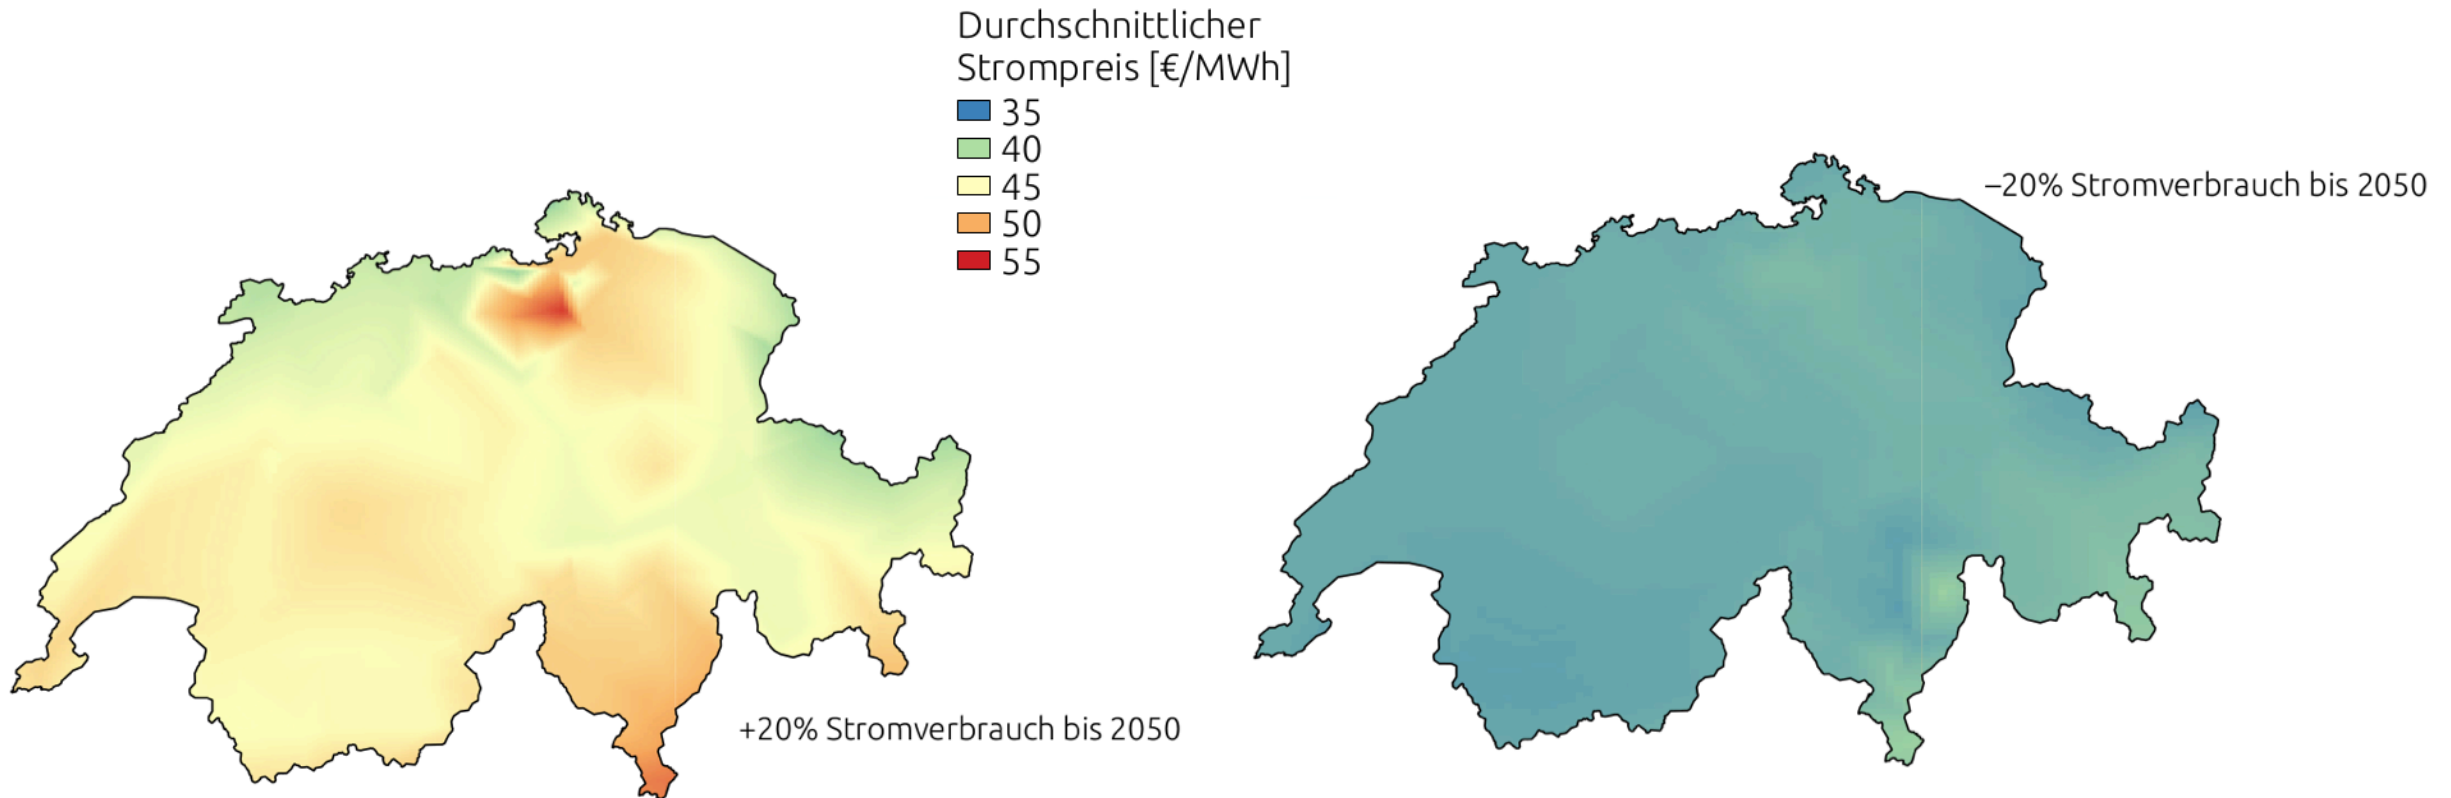 Durchschnittlicher
Strompreis [€/MWh]
35
40
45
50
55
–20% Stromverbrauch bis 2050
+20% Stromverbrauch bis 2050